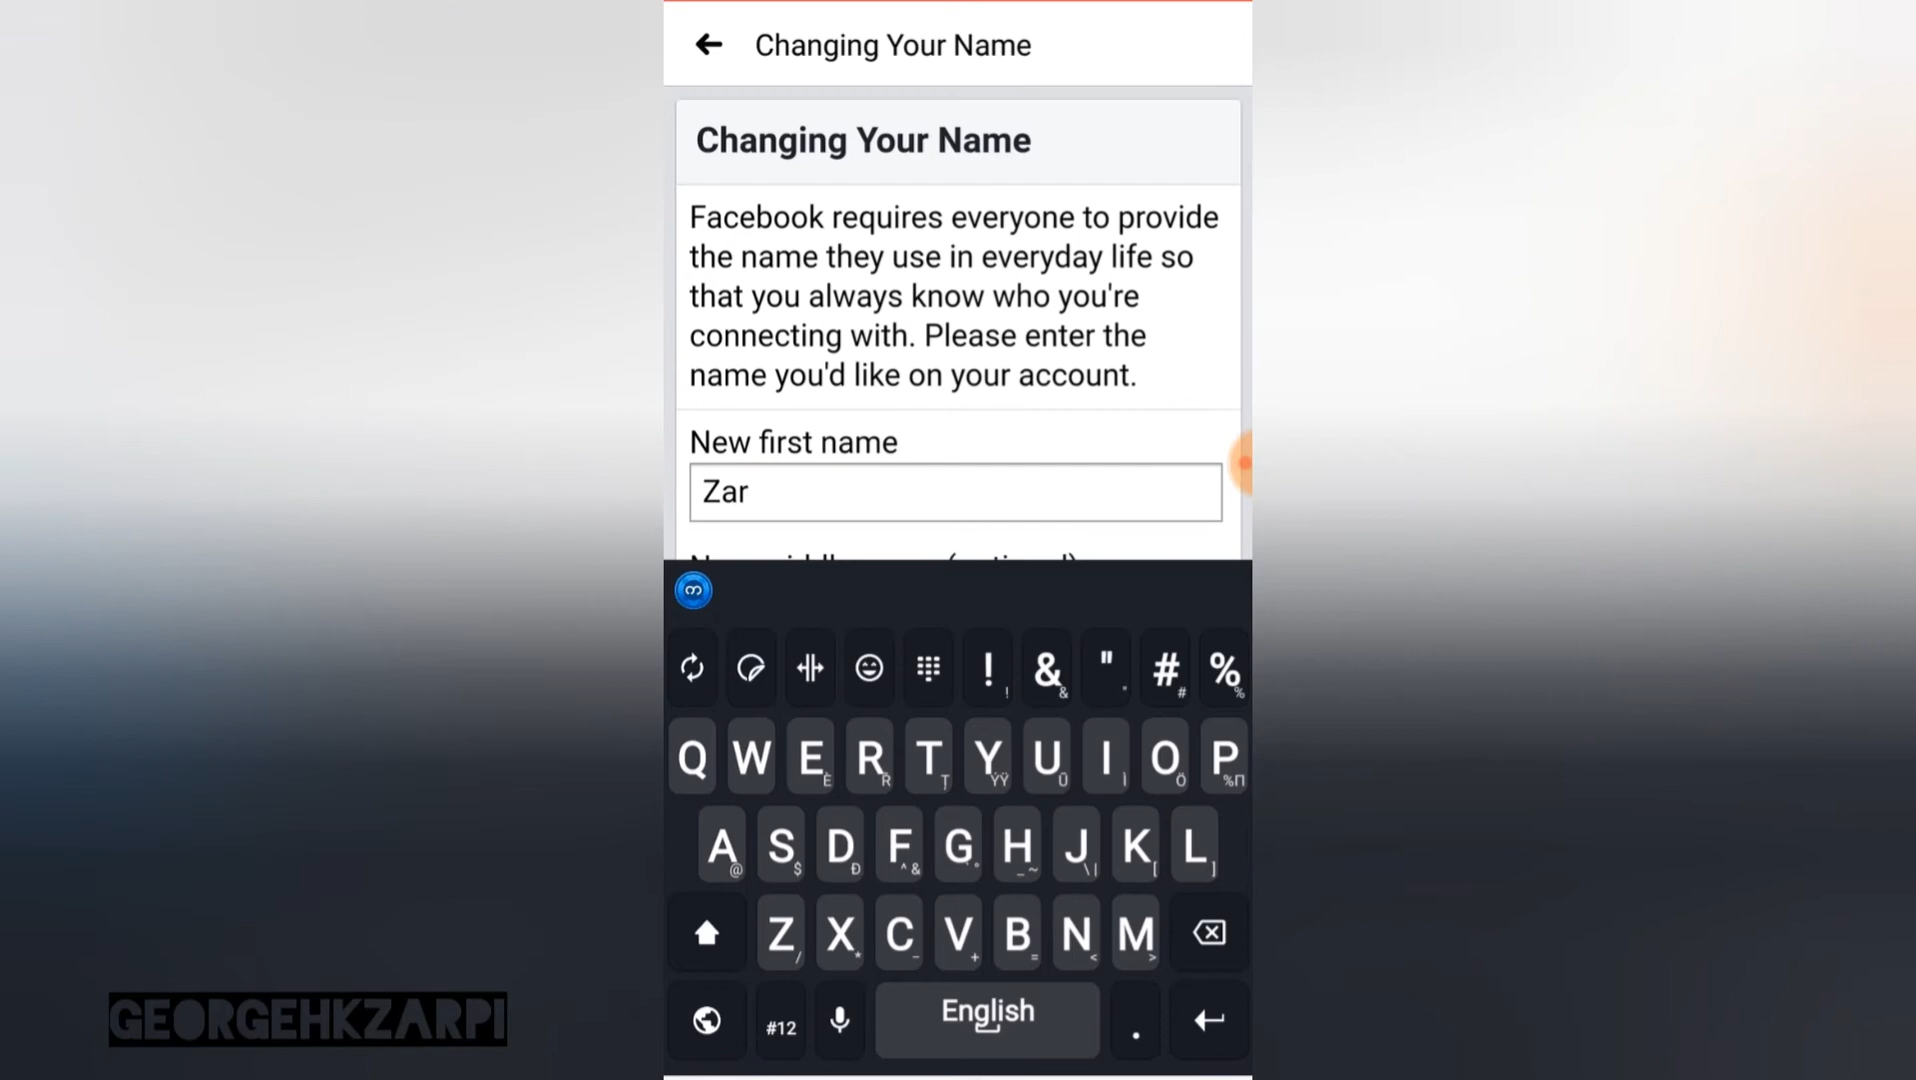 Changing Your Name
Changing Your Name
Facebook requires everyone to provide
the name they use in everyday life so
that you always know who you're
connecting with. Please enter the
name you'd like on your account.
New first name
Zar
! & " # %
Q W E R T Y U I O P
A S D F G H J K L
Z X C V B N M
#12 English .
GEORGEHKZARPI